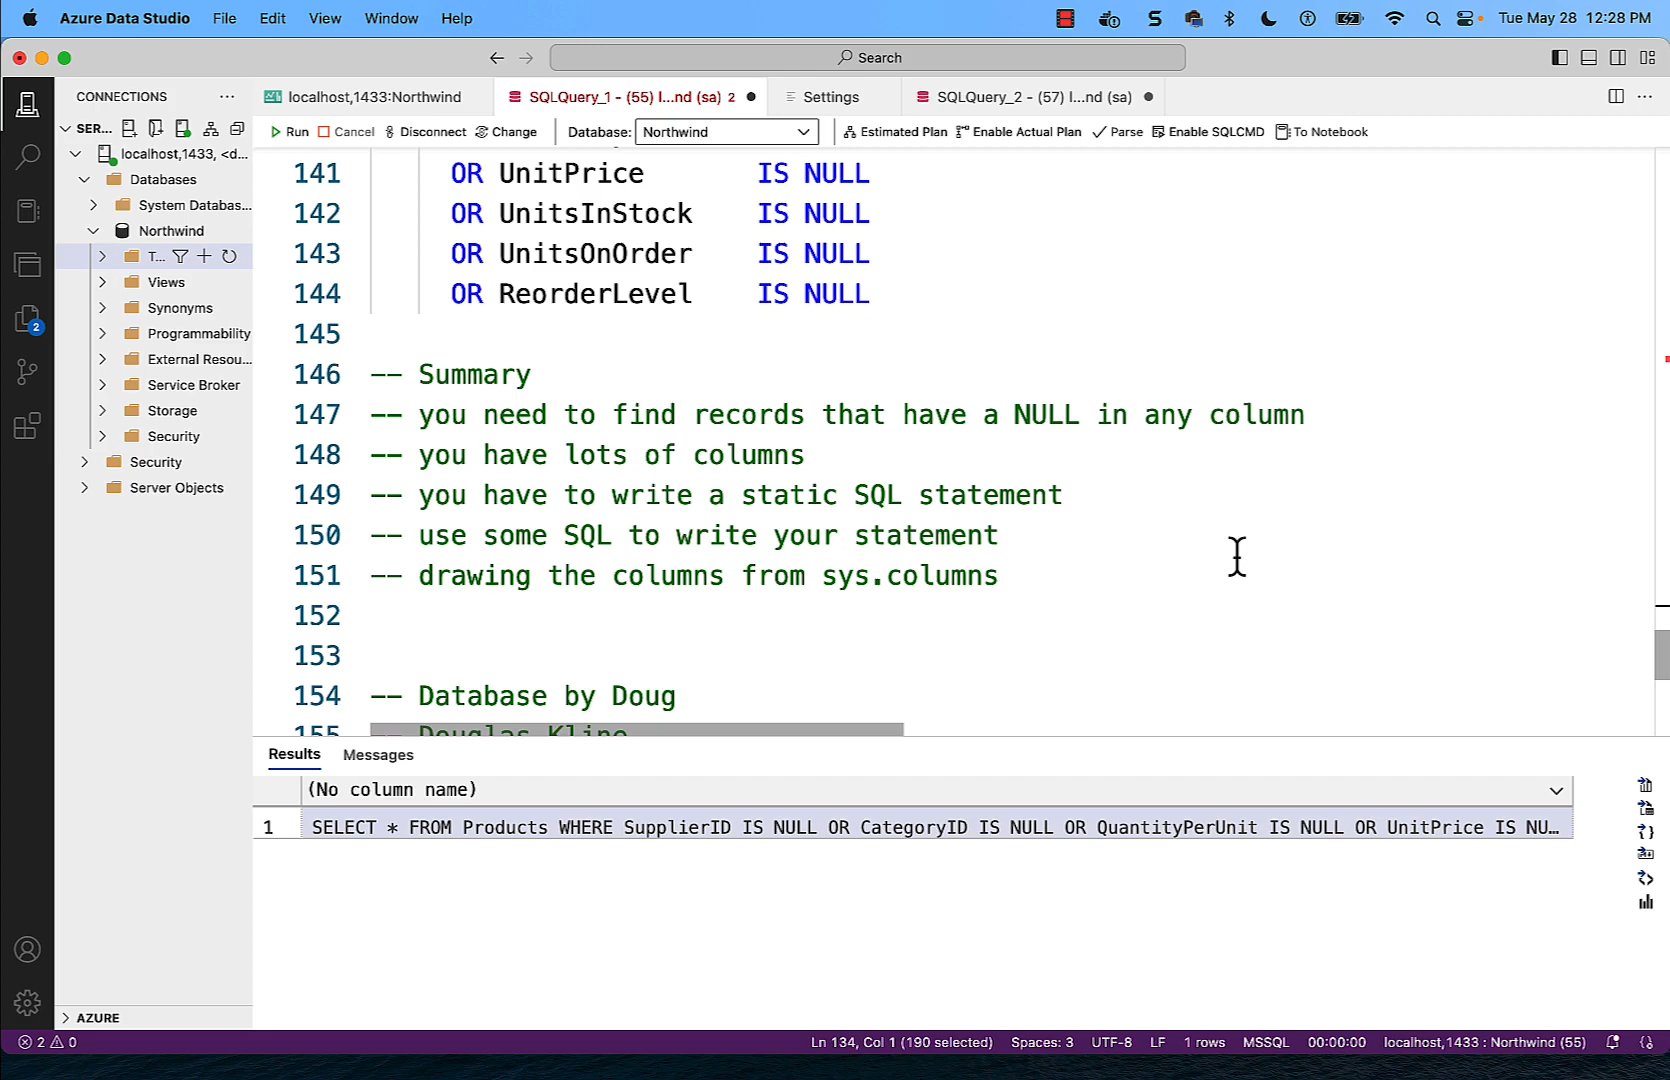 Azure Data Studio File Edit View Window Help
Tue May 28 12:28 PM
Search
CONNECTIONS
localhost,1433:Northwind
SQLQuery_1 - (55) l...nd (sa) 2
Settings
SQLQuery_2 - (57) l...nd (sa)
SER...
Run Cancel Disconnect Change Database: Northwind Estimated Plan Enable Actual Plan Parse Enable SQLCMD To Notebook
localhost,1433, <d...
Databases
System Databas...
Northwind
T...
Views
Synonyms
Programmability
External Resou...
Service Broker
Storage
Security
Security
Server Objects
2
AZURE
141 OR UnitPrice IS NULL
142 OR UnitsInStock IS NULL
143 OR UnitsOnOrder IS NULL
144 OR ReorderLevel IS NULL
145
146 -- Summary
147 -- you need to find records that have a NULL in any column
148 -- you have lots of columns
149 -- you have to write a static SQL statement
150 -- use some SQL to write your statement
151 -- drawing the columns from sys.columns
152
153
154 -- Database by Doug
155 -- Douglas Kline
Results Messages
(No column name)
1 SELECT * FROM Products WHERE SupplierID IS NULL OR CategoryID IS NULL OR QuantityPerUnit IS NULL OR UnitPrice IS NU...
2 0
Ln 134, Col 1 (190 selected) Spaces: 3 UTF-8 LF 1 rows MSSQL 00:00:00 localhost,1433 : Northwind (55)